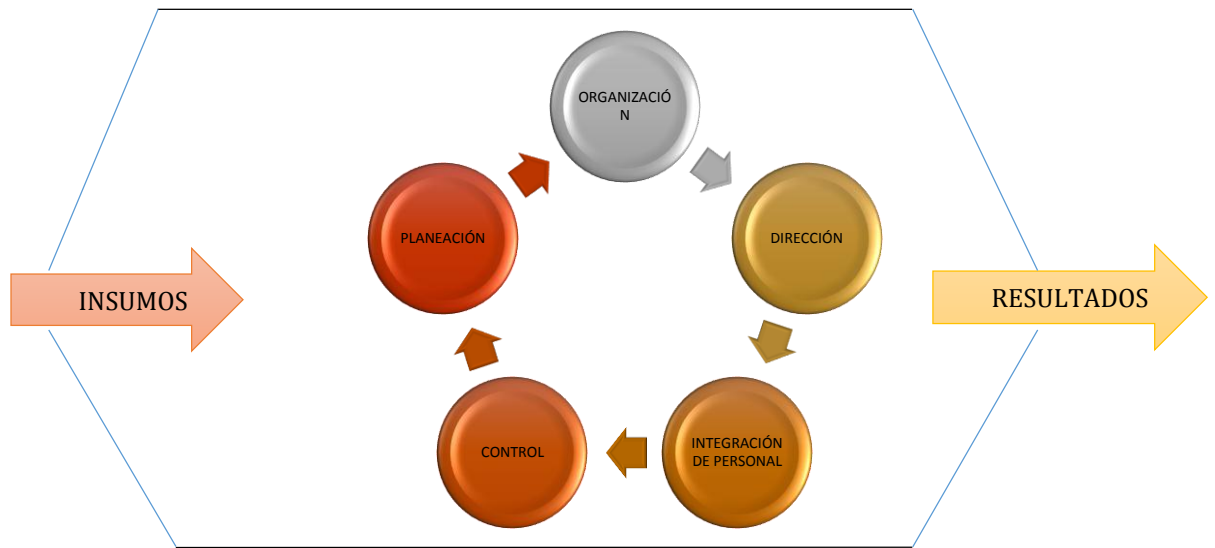 ORGANIZACIÓ
N
PLANEACIÓN
DIRECCIÓN
INSUMOS
RESULTADOS
CONTROL
INTEGRACIÓN
DE PERSONAL